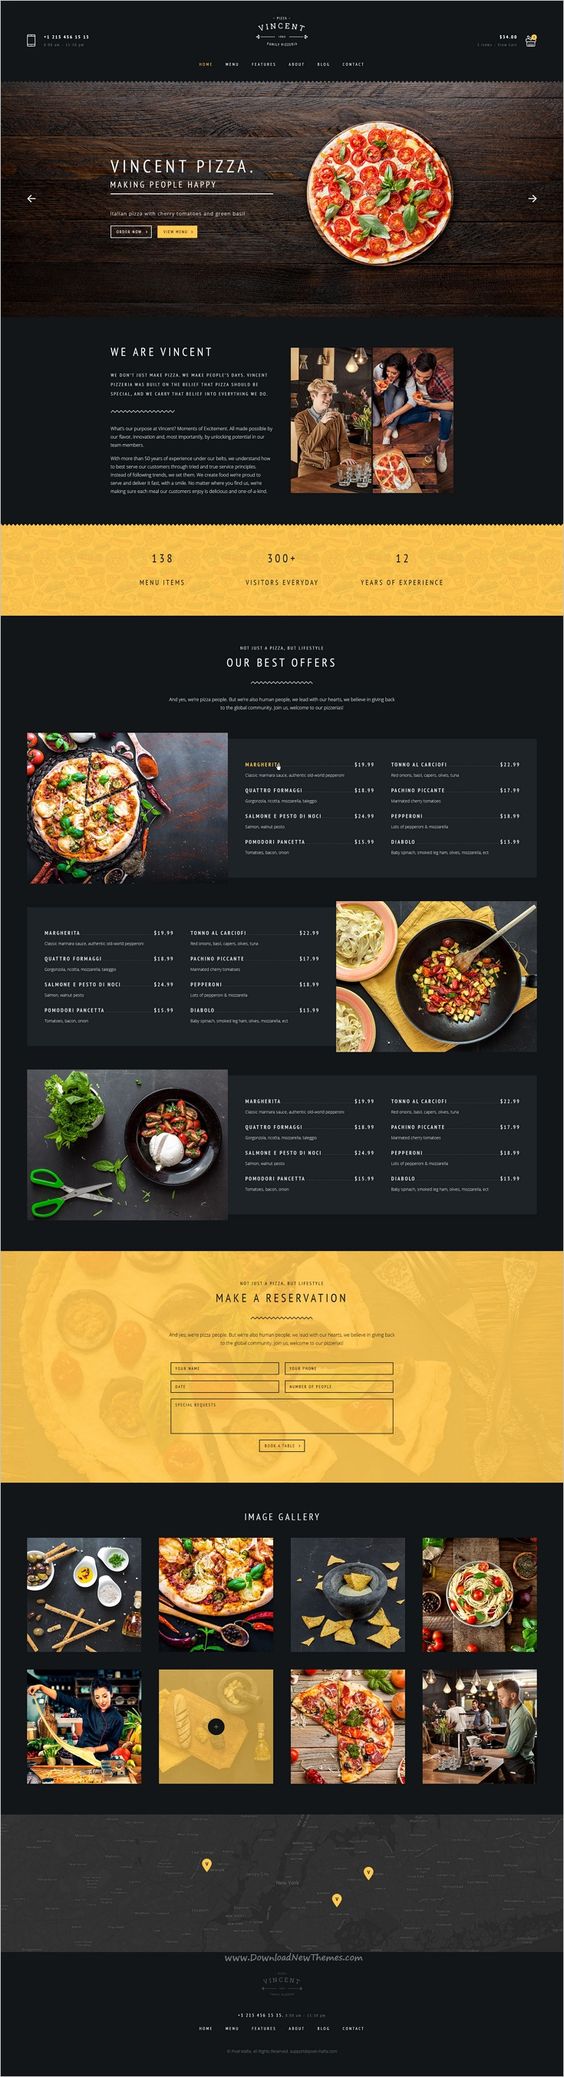 +1 215 456 15 15
9:00 am - 11:30 pm
PIZZA
VINCENT
1980
FAMILY PIZZERIA
$54.00
2 items - View Cart
HOME MENU FEATURES ABOUT BLOG CONTACT
VINCENT PIZZA.
MAKING PEOPLE HAPPY
Italian pizza with cherry tomatoes and green basil
ORDER NOW
VIEW MENU
WE ARE VINCENT
WE DON'T JUST MAKE PIZZA. WE MAKE PEOPLE'S DAYS. VINCENT
PIZZERIA WAS BUILT ON THE BELIEF THAT PIZZA SHOULD BE
SPECIAL, AND WE CARRY THAT BELIEF INTO EVERYTHING WE DO.
What's our purpose at Vincent? Moments of Excitement. All made possible by
our flavor, innovation and, most importantly, by unlocking potential in our
team members.
With more than 50 years of experience under our belts, we understand how
to best serve our customers through tried and true service principles.
Instead of following trends, we set them. We create food we're proud to
serve and deliver it fast, with a smile. No matter where you find us, we're
making sure each meal our customers enjoy is delicious and one-of-a-kind.
138
MENU ITEMS
300+
VISITORS EVERYDAY
12
YEARS OF EXPERIENCE
NOT JUST A PIZZA, BUT LIFESTYLE
OUR BEST OFFERS
And yes, we're pizza people. But we're also human people, we lead with our hearts, we believe in giving back
to the global community. Join us, welcome to our pizzerias!
MARGHERITA $19.99
Classic marinara sauce, authentic old-world pepperoni
QUATTRO FORMAGGI $18.99
Gorgonzola, ricotta, mozzarella, taleggio
SALMONE E PESTO DI NOCI $24.99
Salmon, walnut pesto
POMODORI PANCETTA $15.99
Tomatoes, bacon, onion
TONNO AL CARCIOFI $22.99
Red onions, basil, capers, olives, tuna
PACHINO PICCANTE $17.99
Marinated cherry tomatoes
PEPPERONI $18.99
Lots of pepperoni & mozzarella
DIABOLO $13.99
Baby spinach, smoked leg ham, olives, mozzarella, ect
MARGHERITA $19.99
Classic marinara sauce, authentic old-world pepperoni
QUATTRO FORMAGGI $18.99
Gorgonzola, ricotta, mozzarella, taleggio
SALMONE E PESTO DI NOCI $24.99
Salmon, walnut pesto
POMODORI PANCETTA $15.99
Tomatoes, bacon, onion
TONNO AL CARCIOFI $22.99
Red onions, basil, capers, olives, tuna
PACHINO PICCANTE $17.99
Marinated cherry tomatoes
PEPPERONI $18.99
Lots of pepperoni & mozzarella
DIABOLO $13.99
Baby spinach, smoked leg ham, olives, mozzarella, ect
MARGHERITA $19.99
Classic marinara sauce, authentic old-world pepperoni
QUATTRO FORMAGGI $18.99
Gorgonzola, ricotta, mozzarella, taleggio
SALMONE E PESTO DI NOCI $24.99
Salmon, walnut pesto
POMODORI PANCETTA $15.99
Tomatoes, bacon, onion
TONNO AL CARCIOFI $22.99
Red onions, basil, capers, olives, tuna
PACHINO PICCANTE $17.99
Marinated cherry tomatoes
PEPPERONI $18.99
Lots of pepperoni & mozzarella
DIABOLO $13.99
Baby spinach, smoked leg ham, olives, mozzarella, ect
NOT JUST A PIZZA, BUT LIFESTYLE
MAKE A RESERVATION
And yes, we're pizza people. But we're also human people, we lead with our hearts, we believe in giving back
to the global community. Join us, welcome to our pizzerias!
YOUR NAME
YOUR PHONE
DATE
NUMBER OF PEOPLE
SPECIAL REQUESTS
BOOK A TABLE
IMAGE GALLERY
New York
www.DownloadNewThemes.com
VINCENT
FAMILY PIZZERIA
+1 215 456 15 15, 9:00 am - 11:30 pm
HOME MENU FEATURES ABOUT BLOG CONTACT
All Rights Reserved.